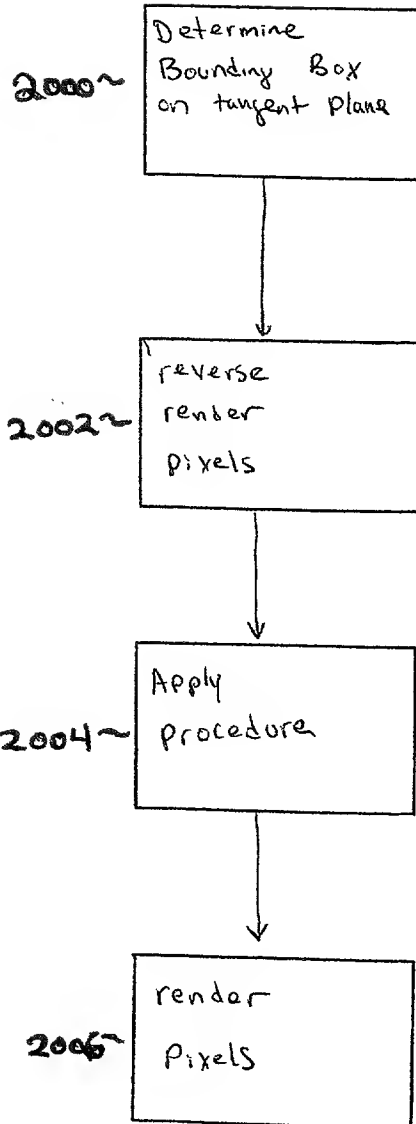 2000~
Determine
Bounding Box
on tangent Plane
2002~
reverse
render
pixels
2004~
Apply
procedure
2006~
render
Pixels